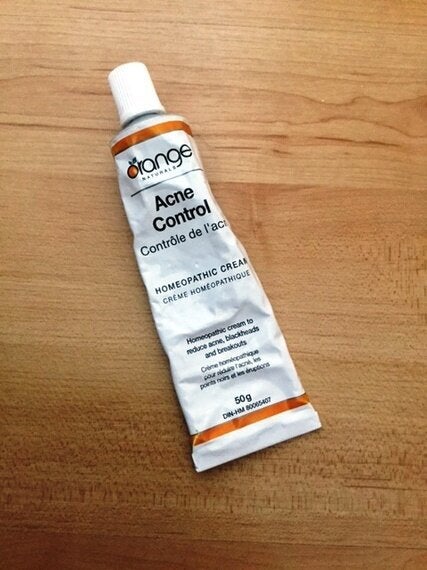 Orange
NATURALS
Acne
Control
Contrôle de l'ac
HOMEOPATHIC CREAM
CRÈME HOMÉOPATHIQUE
Homeopathic cream to
reduce acne, blackheads
and breakouts
Crème homéopathique
pour réduire l'acné, les
points noirs et les éruptions
50g
DIN-HM 80065407